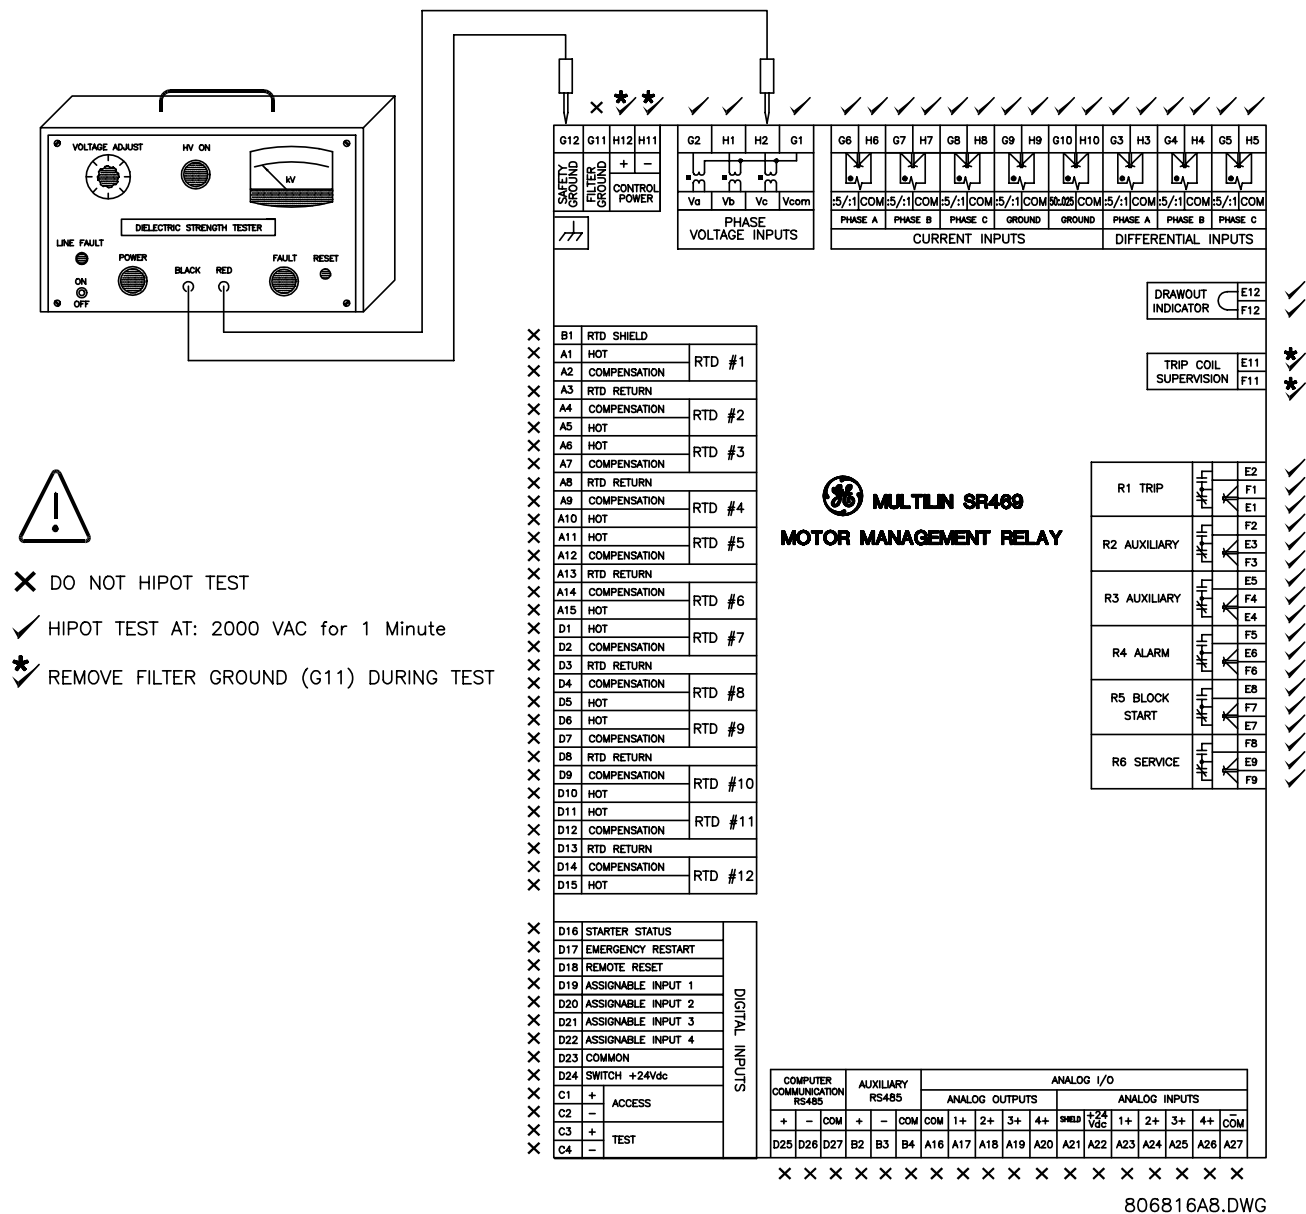 G12 G11 H12 H11 G2 H1 H2 G1 G6 H6 G7 H7 G8 H8 G9 H9 G10 H10 G3 H3 G4 H4 G5 H5
SAFETY GROUND
FILTER GROUND
+ −
CONTROL POWER
Va Vb Vc Vcom
PHASE
VOLTAGE INPUTS
:5/:1 COM :5/:1 COM :5/:1 COM :5/:1 COM 50:.025 COM :5/:1 COM :5/:1 COM :5/:1 COM
PHASE A PHASE B PHASE C GROUND GROUND PHASE A PHASE B PHASE C
CURRENT INPUTS DIFFERENTIAL INPUTS
VOLTAGE ADJUST HV ON
kV
DIELECTRIC STRENGTH TESTER
LINE FAULT
POWER BLACK RED FAULT RESET
ON
OFF
DRAWOUT INDICATOR E12
F12
TRIP COIL SUPERVISION E11
F11
B1 RTD SHIELD
A1 HOT RTD #1
A2 COMPENSATION
A3 RTD RETURN
A4 COMPENSATION RTD #2
A5 HOT
A6 HOT RTD #3
A7 COMPENSATION
A8 RTD RETURN
A9 COMPENSATION RTD #4
A10 HOT
A11 HOT RTD #5
A12 COMPENSATION
A13 RTD RETURN
A14 COMPENSATION RTD #6
A15 HOT
D1 HOT RTD #7
D2 COMPENSATION
D3 RTD RETURN
D4 COMPENSATION RTD #8
D5 HOT
D6 HOT RTD #9
D7 COMPENSATION
D8 RTD RETURN
D9 COMPENSATION RTD #10
D10 HOT
D11 HOT RTD #11
D12 COMPENSATION
D13 RTD RETURN
D14 COMPENSATION RTD #12
D15 HOT
GE MULTILIN SR469
MOTOR MANAGEMENT RELAY
R1 TRIP E2
F1
E1
R2 AUXILIARY F2
E3
F3
R3 AUXILIARY E5
F4
E4
R4 ALARM F5
E6
F6
R5 BLOCK START E8
F7
E7
R6 SERVICE F8
E9
F9
DO NOT HIPOT TEST
HIPOT TEST AT: 2000 VAC for 1 Minute
REMOVE FILTER GROUND (G11) DURING TEST
D16 STARTER STATUS
D17 EMERGENCY RESTART
D18 REMOTE RESET
D19 ASSIGNABLE INPUT 1
D20 ASSIGNABLE INPUT 2
D21 ASSIGNABLE INPUT 3
D22 ASSIGNABLE INPUT 4
D23 COMMON
D24 SWITCH +24Vdc
C1 + ACCESS
C2 −
C3 + TEST
C4 −
DIGITAL INPUTS
COMPUTER COMMUNICATION RS485
AUXILIARY RS485
ANALOG I/O
ANALOG OUTPUTS ANALOG INPUTS
+ − COM + − COM COM 1+ 2+ 3+ 4+ SHIELD +24 Vdc 1+ 2+ 3+ 4+ − COM
D25 D26 D27 B2 B3 B4 A16 A17 A18 A19 A20 A21 A22 A23 A24 A25 A26 A27
806816A8.DWG